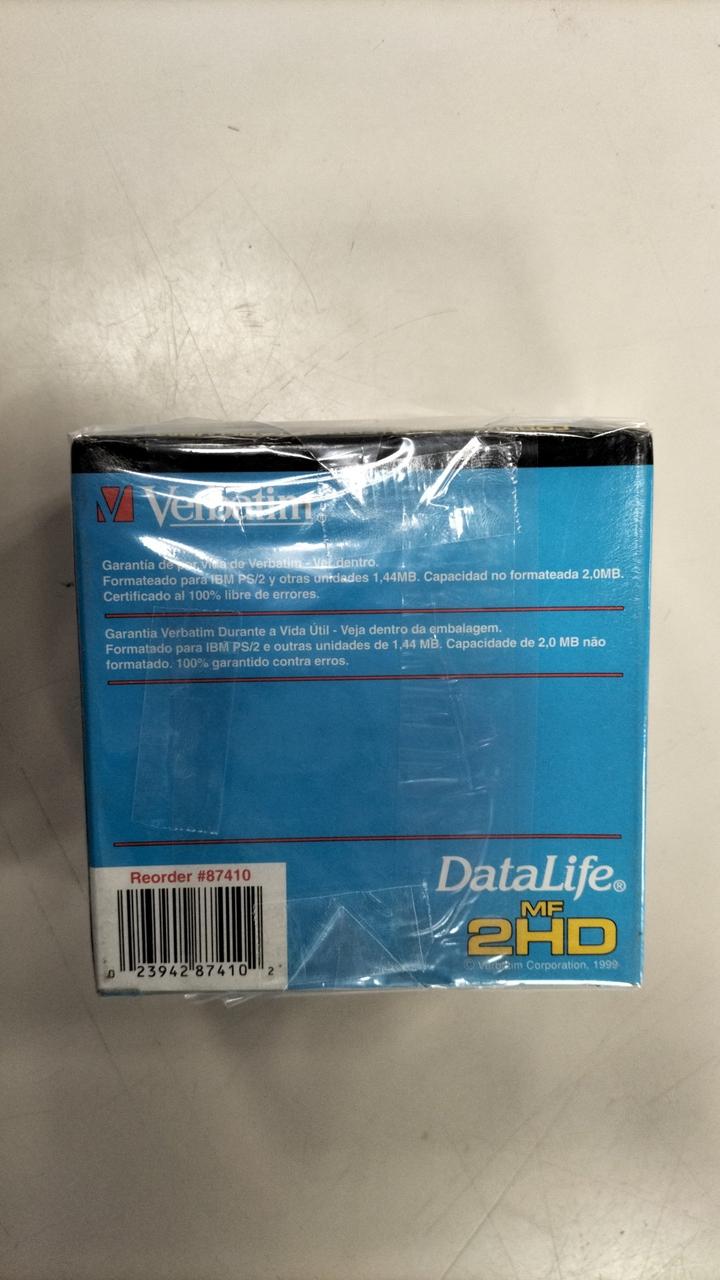 Verbatim
Garantía de por vida de Verbatim - Ver dentro.
Formateado para IBM PS/2 y otras unidades 1,44MB. Capacidad no formateada 2,0MB.
Certificado al 100% libre de errores.
Garantia Verbatim Durante a Vida Útil - Veja dentro da embalagem.
Formatado para IBM PS/2 e outras unidades de 1,44 MB. Capacidade de 2,0 MB não
formatado. 100% garantido contra erros.
Reorder #87410
0 23942 87410 2
DataLife®
MF
2HD
© Verbatim Corporation, 1999